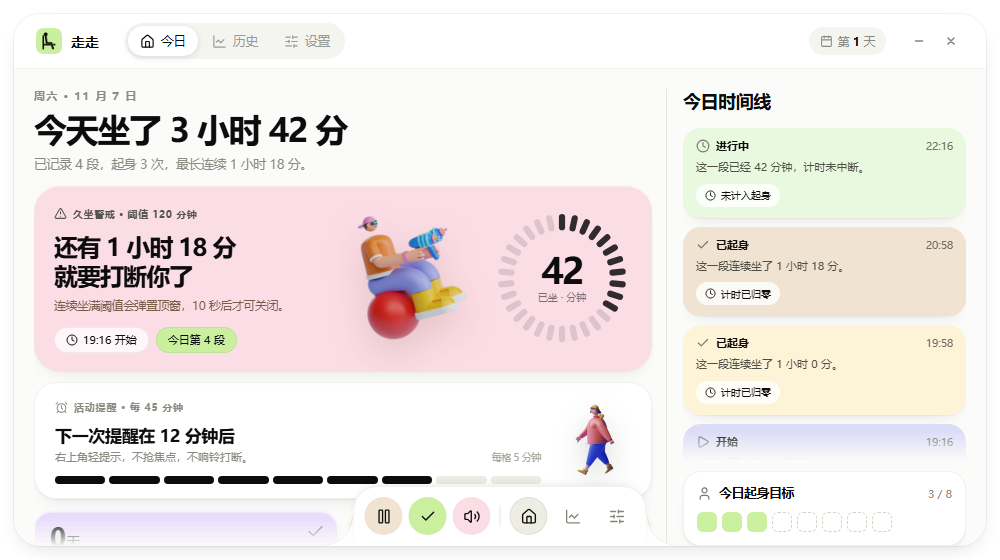 走走
今日
历史
设置
第 1 天
周六 • 11 月 7 日
今天坐了 3 小时 42 分
已记录 4 段，起身 3 次，最长连续 1 小时 18 分。
久坐警戒 • 阈值 120 分钟
还有 1 小时 18 分
就要打断你了
连续坐满阈值会弹置顶窗，10 秒后才可关闭。
19:16 开始
今日第 4 段
42
已坐 · 分钟
活动提醒 • 每 45 分钟
下一次提醒在 12 分钟后
右上角轻提示，不抢焦点，不响铃打断。
每格 5 分钟
0天
今日时间线
进行中
22:16
这一段已经 42 分钟，计时未中断。
未计入起身
已起身
20:58
这一段连续坐了 1 小时 18 分。
计时已归零
已起身
19:58
这一段连续坐了 1 小时 0 分。
计时已归零
开始
19:16
今日起身目标
3 / 8